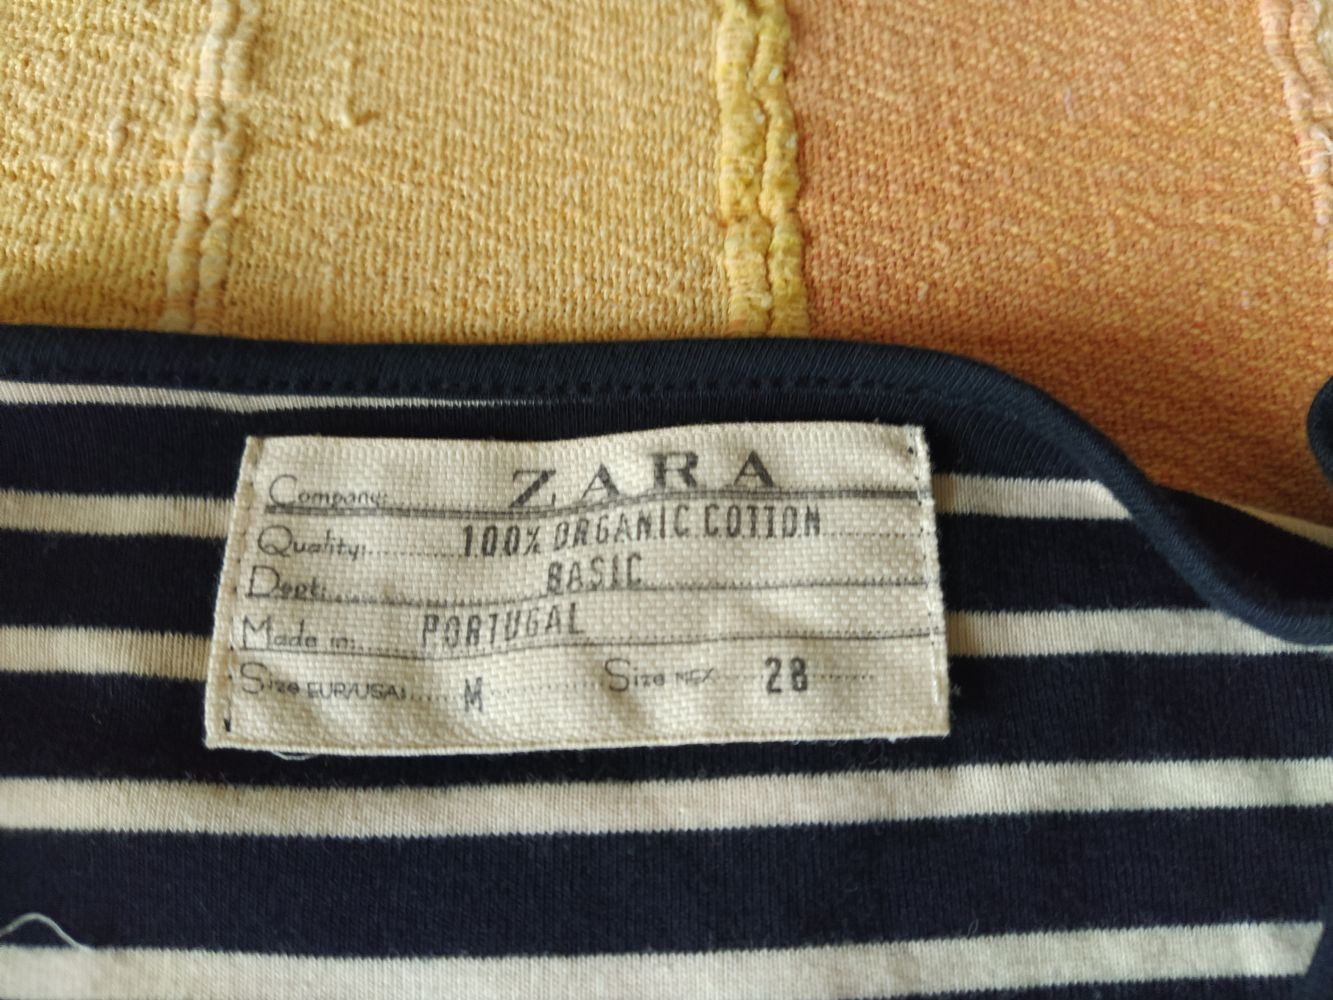 Company: ZARA
Quality: 100% ORGANIC COTTON
Dept: BASIC
Made in: PORTUGAL
Size EUR/USA: M Size MEX 28